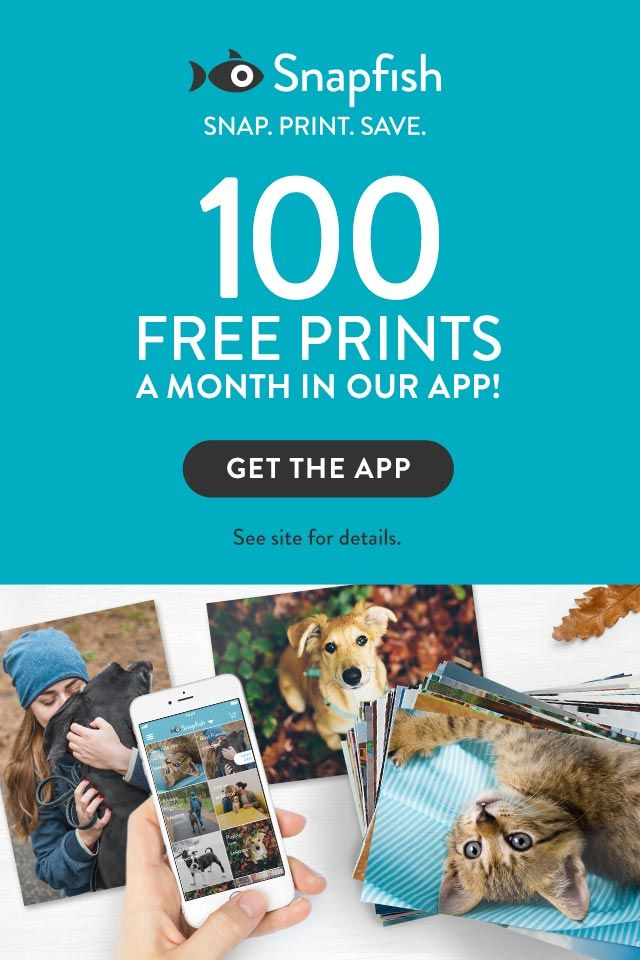 Snapfish
SNAP. PRINT. SAVE.
100
FREE PRINTS
A MONTH IN OUR APP!
GET THE APP
See site for details.
Snapfish